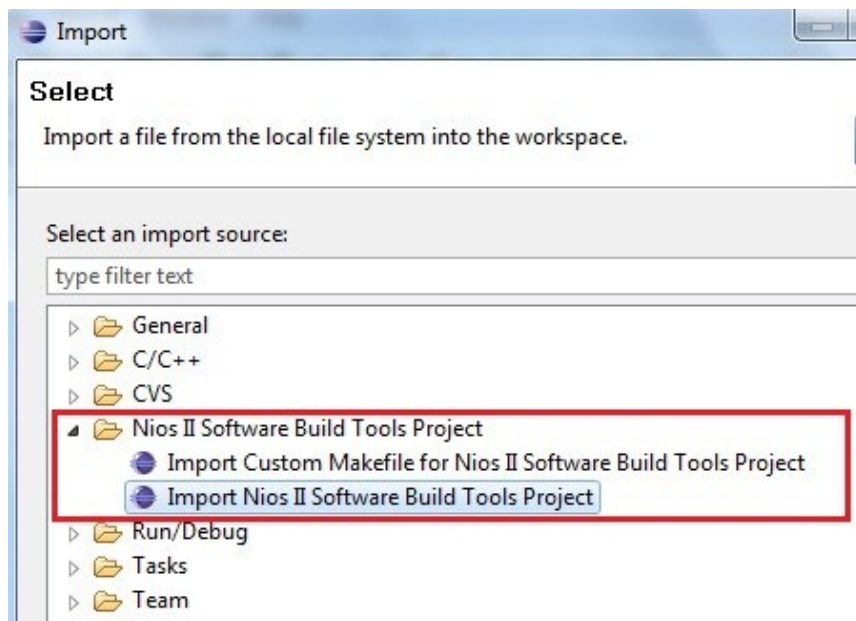 Import
Select
Import a file from the local file system into the workspace.
Select an import source:
type filter text
General
C/C++
CVS
Nios II Software Build Tools Project
Import Custom Makefile for Nios II Software Build Tools Project
Import Nios II Software Build Tools Project
Run/Debug
Tasks
Team